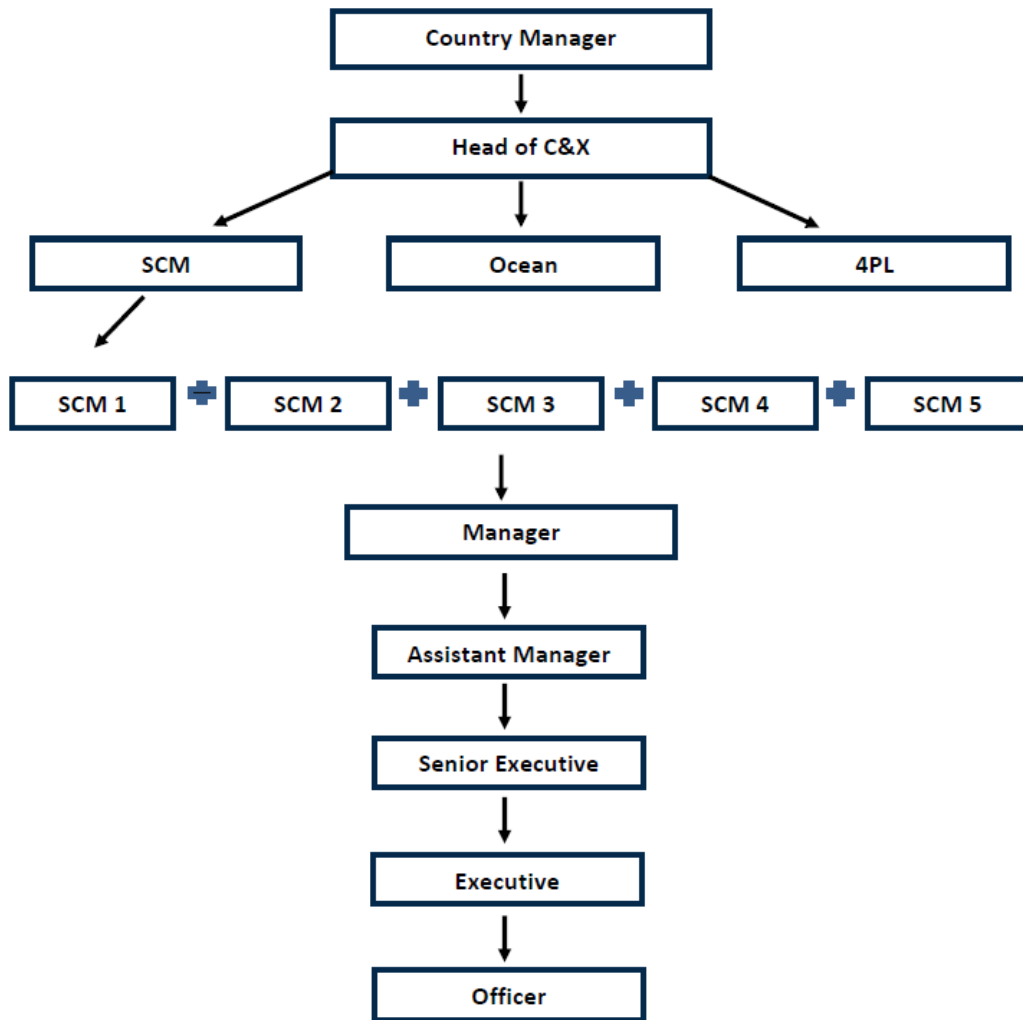 Country Manager
Head of C&X
SCM
Ocean
4PL
SCM 1
SCM 2
SCM 3
SCM 4
SCM 5
Manager
Assistant Manager
Senior Executive
Executive
Officer